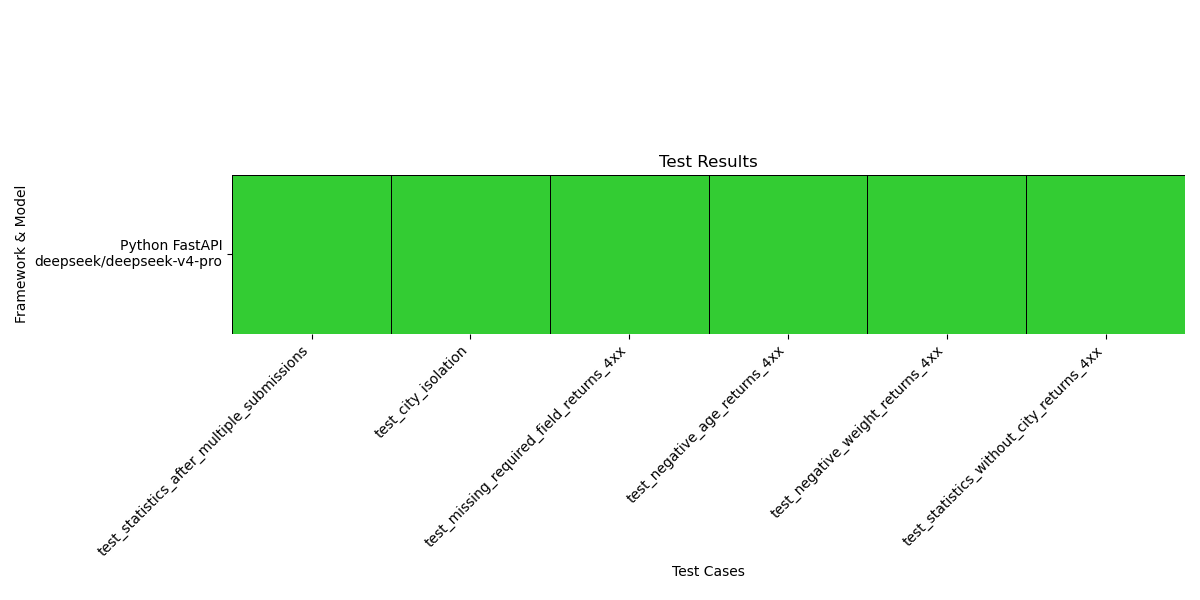 Test Results
Framework & Model
Python FastAPI
deepseek/deepseek-v4-pro
test_statistics_after_multiple_submissions
test_city_isolation
test_missing_required_field_returns_4xx
test_negative_age_returns_4xx
test_negative_weight_returns_4xx
test_statistics_without_city_returns_4xx
Test Cases